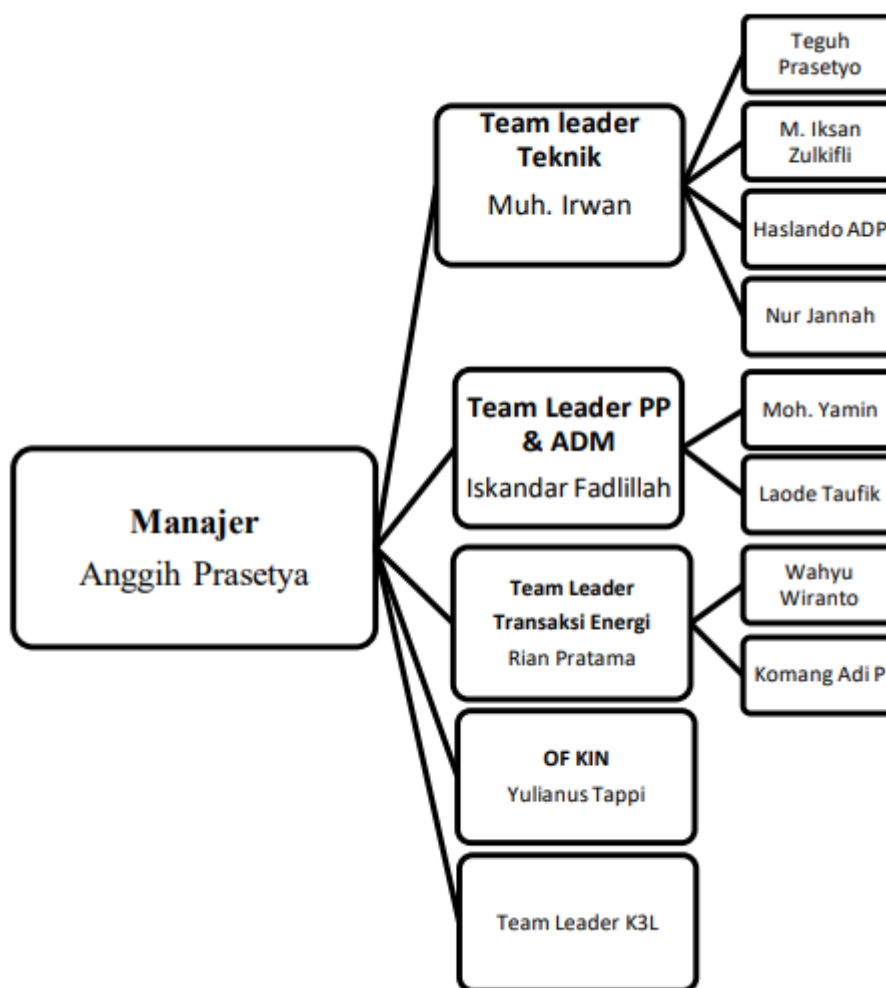 Manajer
Anggih Prasetya
Team leader
Teknik
Muh. Irwan
Teguh
Prasetyo
M. Iksan
Zulkifli
Haslando ADP
Nur Jannah
Team Leader PP
& ADM
Iskandar Fadlillah
Moh. Yamin
Laode Taufik
Team Leader
Transaksi Energi
Rian Pratama
Wahyu
Wiranto
Komang Adi P
OF KIN
Yulianus Tappi
Team Leader K3L